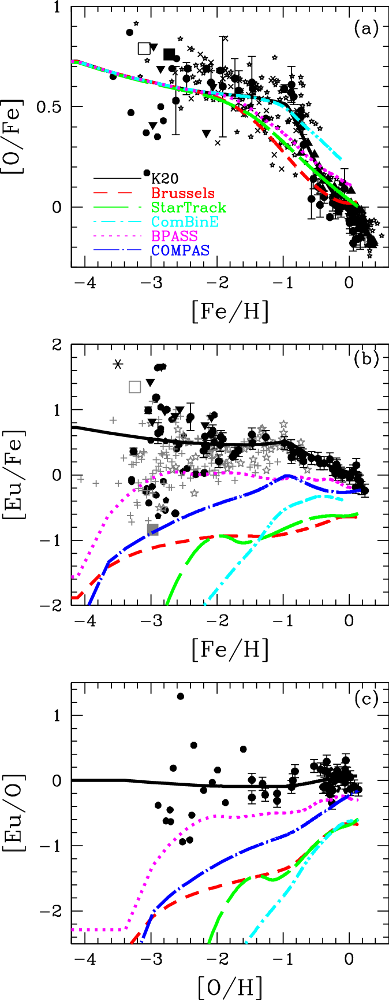 1
(a)
0.5
[O/Fe]
K20
Brussels
StarTrack
0
ComBinE
BPASS
COMPAS
−4 −3 −2 −1 0
[Fe/H]
2
(b)
1
[Eu/Fe]
0
−1
−2
−4 −3 −2 −1 0
[Fe/H]
(c)
1
0
[Eu/O]
−1
−2
−4 −3 −2 −1 0
[O/H]